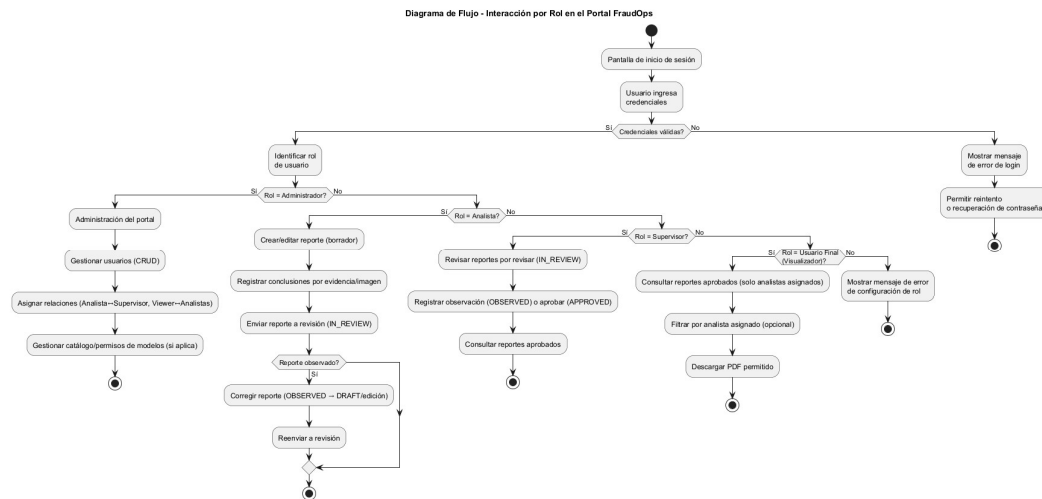 Diagrama de Flujo - Interacción por Rol en el Portal FraudOps
Pantalla de inicio de sesión
Usuario ingresa
credenciales
Sí
Credenciales válidas?
No
Identificar rol
de usuario
Mostrar mensaje
de error de login
Permitir reintento
o recuperación de contraseña
Sí
Rol = Administrador?
No
Administración del portal
Gestionar usuarios (CRUD)
Asignar relaciones (Analista↔Supervisor, Viewer↔Analistas)
Gestionar catálogo/permisos de modelos (si aplica)
Sí
Rol = Analista?
No
Crear/editar reporte (borrador)
Registrar conclusiones por evidencia/imagen
Enviar reporte a revisión (IN_REVIEW)
Reporte observado?
Sí
Corregir reporte (OBSERVED → DRAFT/edición)
Reenviar a revisión
Sí
Rol = Supervisor?
No
Revisar reportes por revisar (IN_REVIEW)
Registrar observación (OBSERVED) o aprobar (APPROVED)
Consultar reportes aprobados
Sí
Rol = Usuario Final
(Visualizador)?
No
Consultar reportes aprobados (solo analistas asignados)
Filtrar por analista asignado (opcional)
Descargar PDF permitido
Mostrar mensaje de error
de configuración de rol